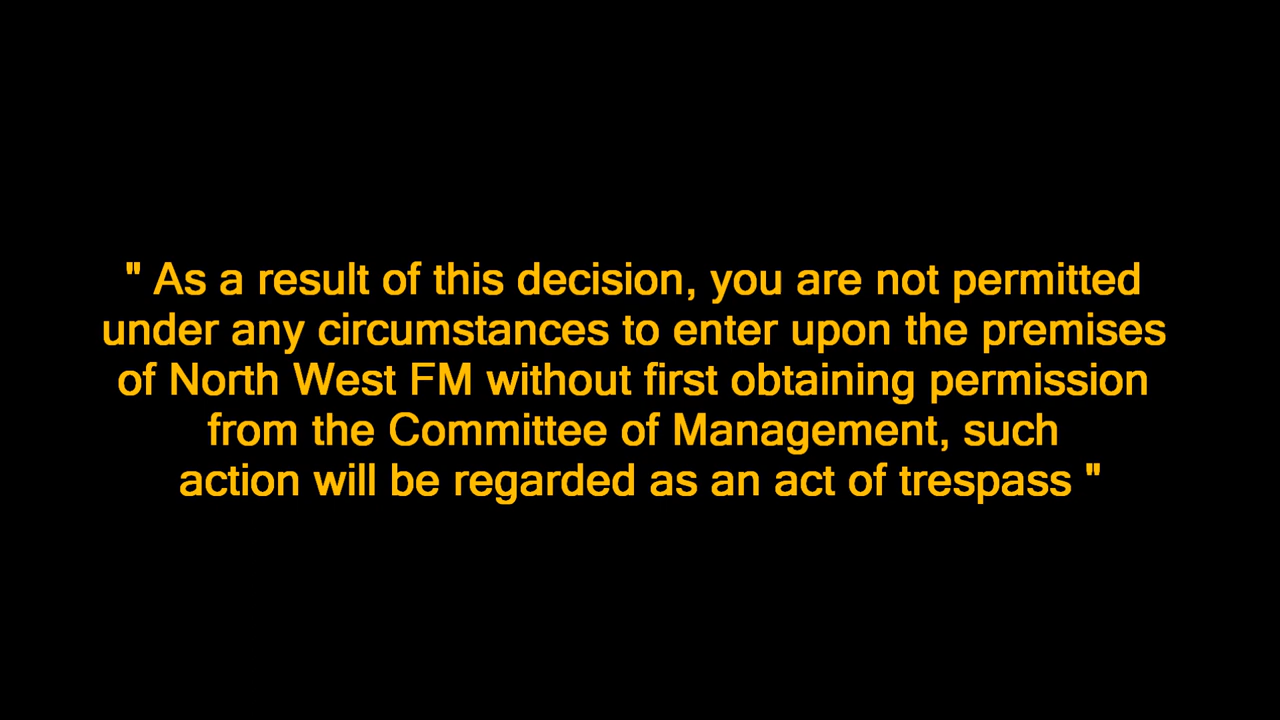 " As a result of this decision, you are not permitted
under any circumstances to enter upon the premises
of North West FM without first obtaining permission
from the Committee of Management, such
action will be regarded as an act of trespass "